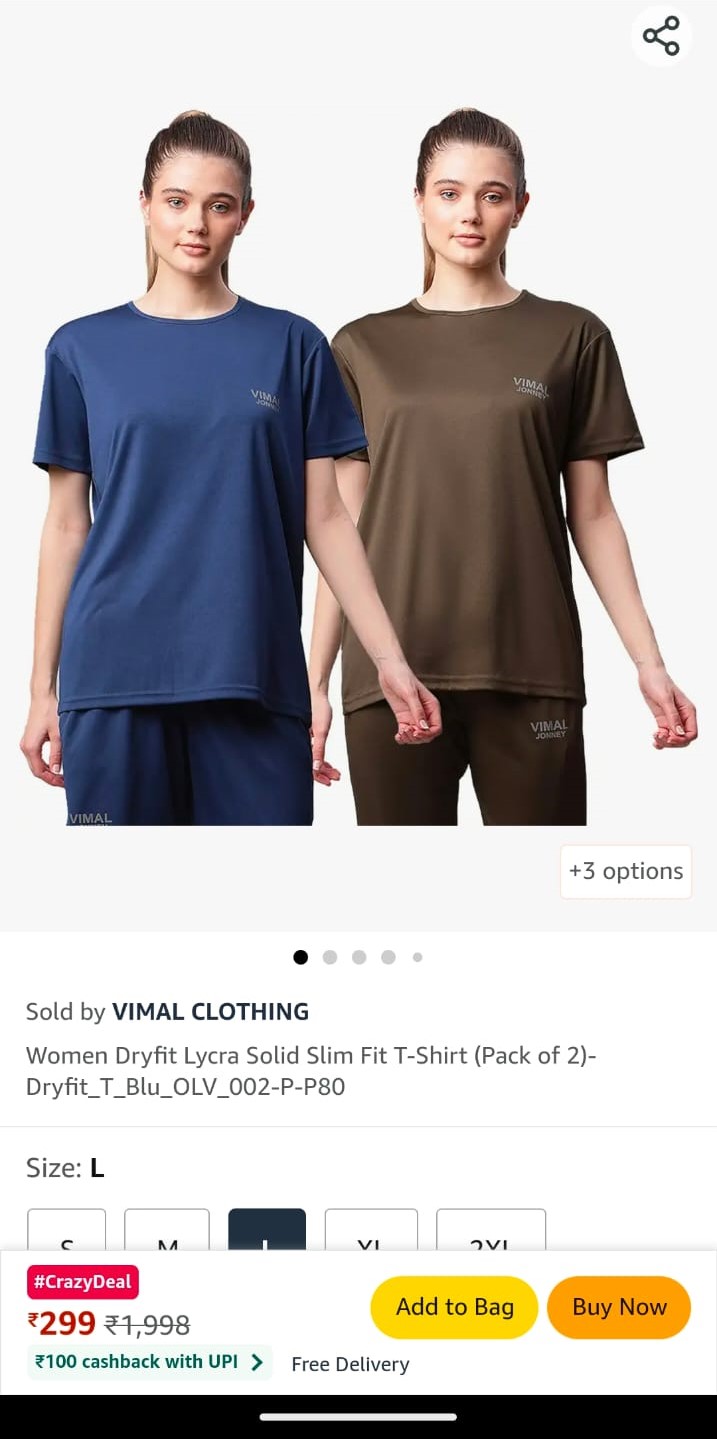 VIMAL
JONNEY
VIMAL
JONNEY
VIMAL
JONNEY
VIMAL
+3 options
Sold by VIMAL CLOTHING
Women Dryfit Lycra Solid Slim Fit T-Shirt (Pack of 2)-
Dryfit_T_Blu_OLV_002-P-P80
Size: L
S M L XL 2XL
#CrazyDeal
₹299 ₹1,998
Add to Bag
Buy Now
₹100 cashback with UPI
Free Delivery